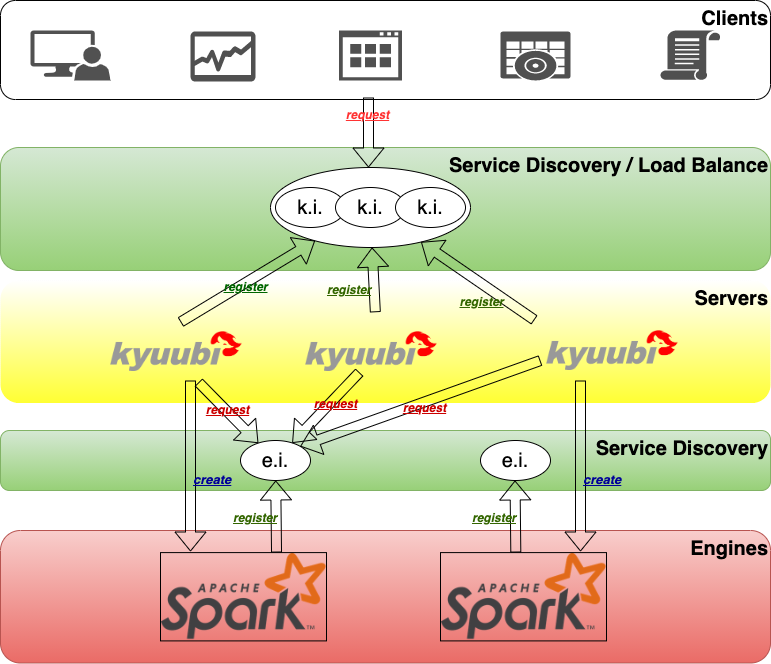 Clients
request
Service Discovery / Load Balance
k.i. k.i. k.i.
register
register
register
Servers
kyuubi kyuubi kyuubi
request
request
request
Service Discovery
e.i. e.i.
create
create
register
register
Engines
APACHE
Spark™
APACHE
Spark™